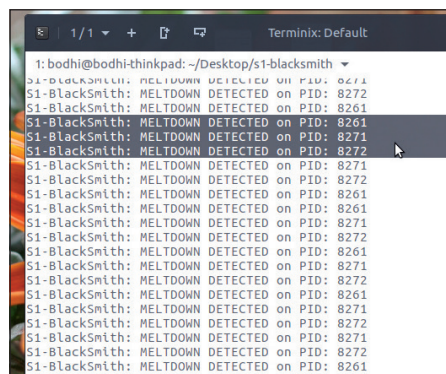 1/1
Terminix: Default
1: bodhi@bodhi-thinkpad: ~/Desktop/s1-blacksmith
S1-BlackSmith: MELTDOWN DETECTED on PID: 8271
S1-BlackSmith: MELTDOWN DETECTED on PID: 8272
S1-BlackSmith: MELTDOWN DETECTED on PID: 8261
S1-BlackSmith: MELTDOWN DETECTED on PID: 8261
S1-BlackSmith: MELTDOWN DETECTED on PID: 8271
S1-BlackSmith: MELTDOWN DETECTED on PID: 8272
S1-BlackSmith: MELTDOWN DETECTED on PID: 8271
S1-BlackSmith: MELTDOWN DETECTED on PID: 8272
S1-BlackSmith: MELTDOWN DETECTED on PID: 8261
S1-BlackSmith: MELTDOWN DETECTED on PID: 8261
S1-BlackSmith: MELTDOWN DETECTED on PID: 8271
S1-BlackSmith: MELTDOWN DETECTED on PID: 8272
S1-BlackSmith: MELTDOWN DETECTED on PID: 8261
S1-BlackSmith: MELTDOWN DETECTED on PID: 8271
S1-BlackSmith: MELTDOWN DETECTED on PID: 8272
S1-BlackSmith: MELTDOWN DETECTED on PID: 8261
S1-BlackSmith: MELTDOWN DETECTED on PID: 8271
S1-BlackSmith: MELTDOWN DETECTED on PID: 8272
S1-BlackSmith: MELTDOWN DETECTED on PID: 8271
S1-BlackSmith: MELTDOWN DETECTED on PID: 8272
S1-BlackSmith: MELTDOWN DETECTED on PID: 8261